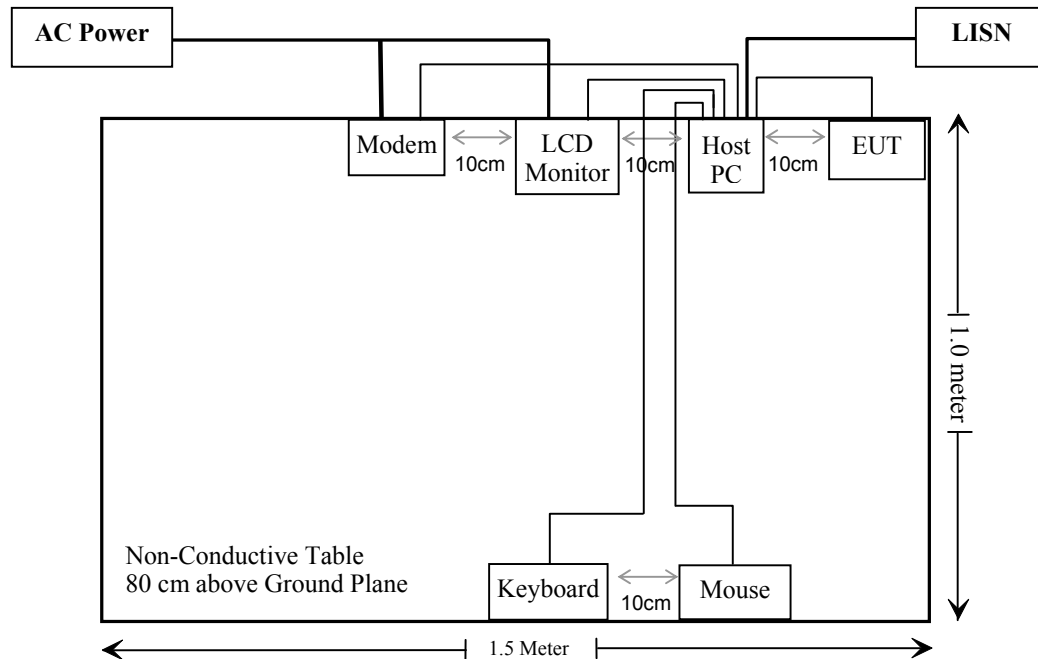 AC Power
LISN
Modem
10cm
LCD
Monitor
10cm
Host
PC
10cm
EUT
1.0 meter
Non-Conductive Table
80 cm above Ground Plane
Keyboard
10cm
Mouse
1.5 Meter